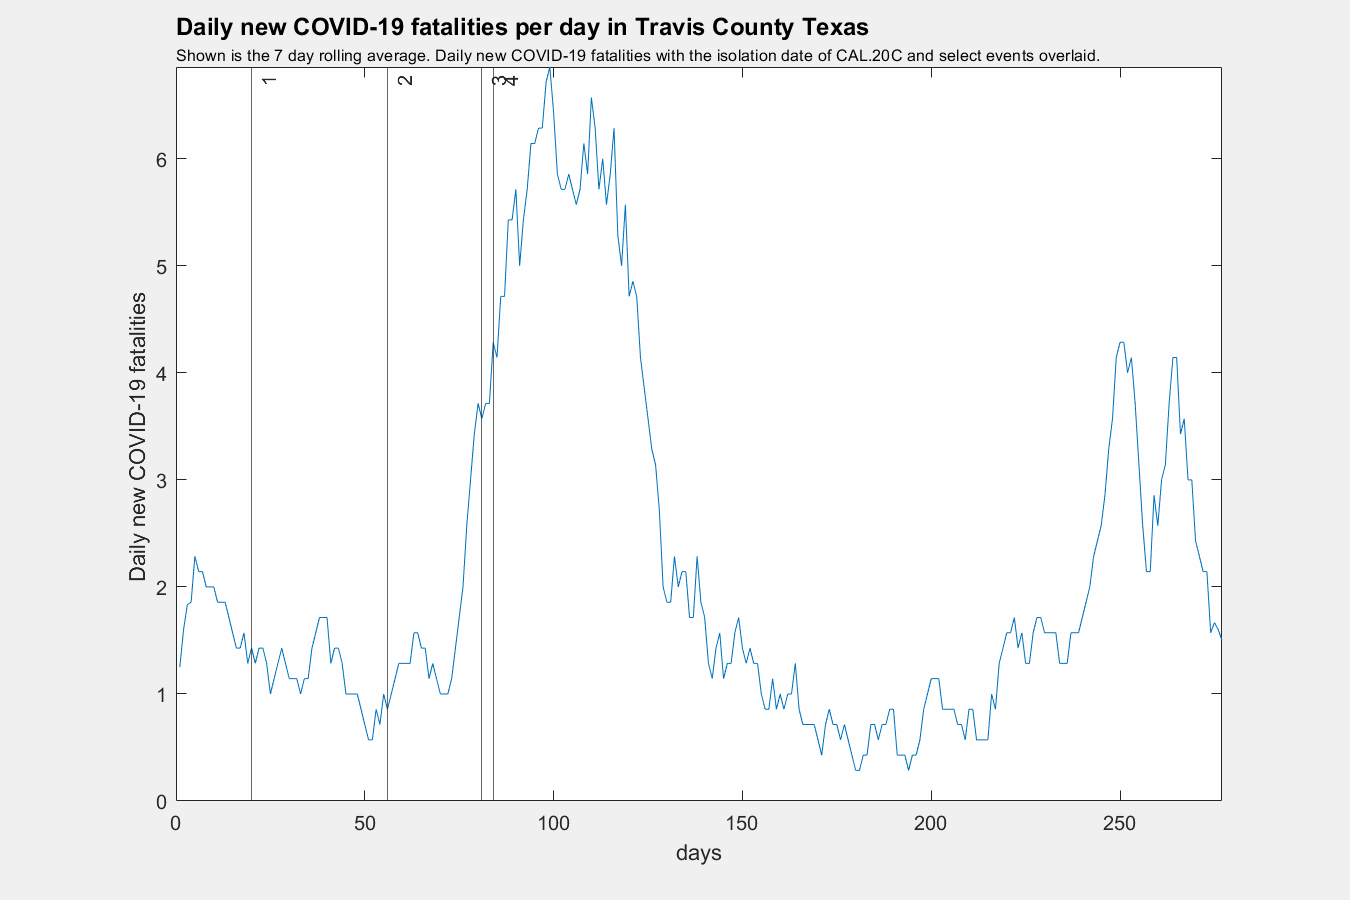 Daily new COVID-19 fatalities per day in Travis County Texas
Shown is the 7 day rolling average. Daily new COVID-19 fatalities with the isolation date of CAL.20C and select events overlaid.
1
2
3
4
6
5
4
3
2
1
0
Daily new COVID-19 fatalities
0 50 100 150 200 250
days